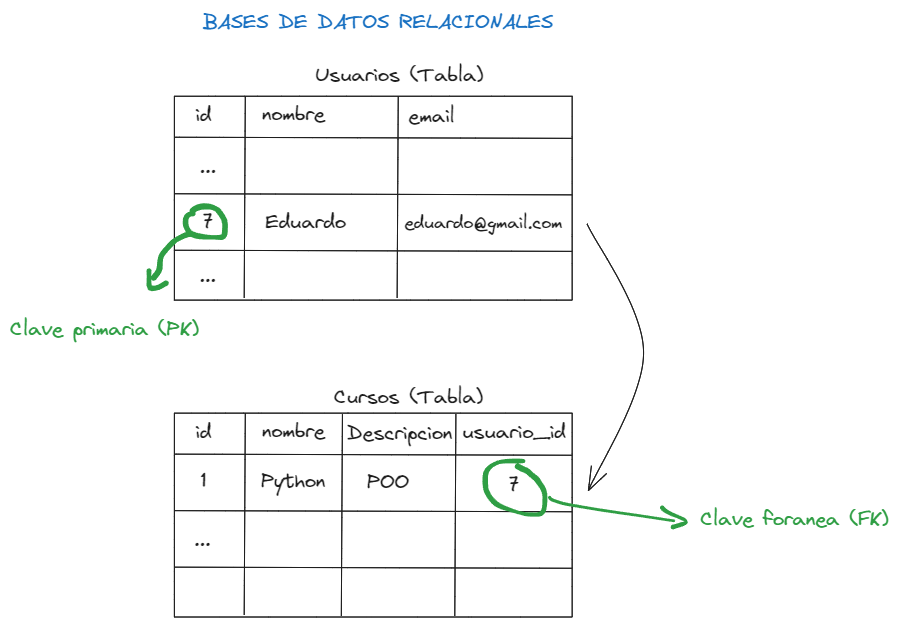 BASES DE DATOS RELACIONALES
Usuarios (Tabla)
id nombre email
...
7 Eduardo eduardo@gmail.com
...
Clave primaria (PK)
Cursos (Tabla)
id nombre Descripcion usuario_id
1 Python POO 7
Clave foranea (FK)
...